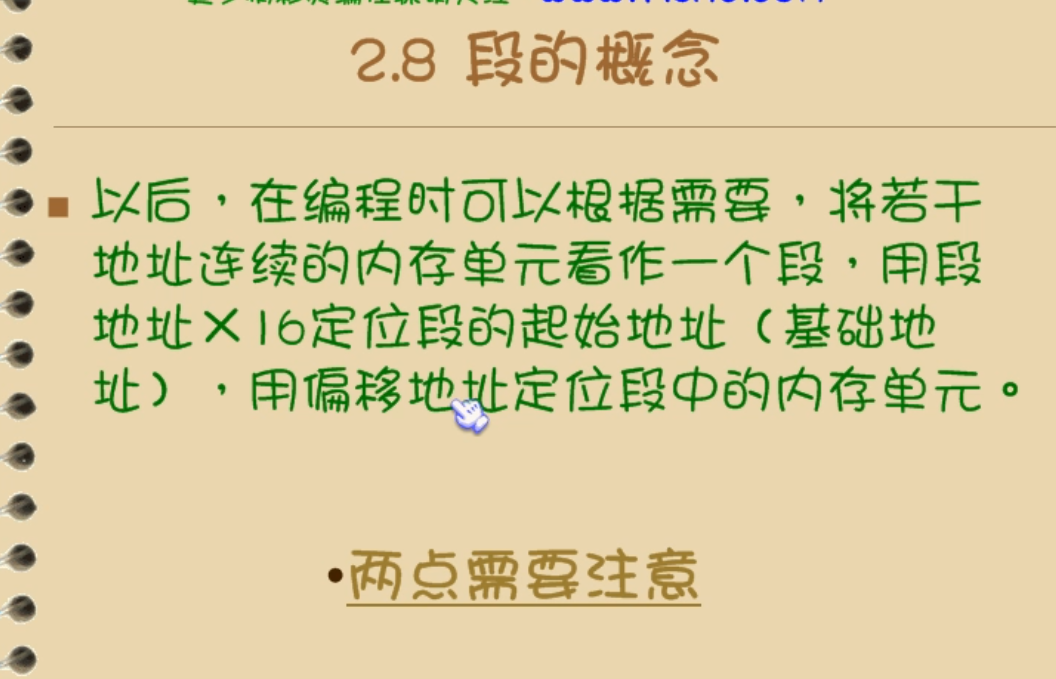 2.8 段的概念
以后,在编程时可以根据需要,将若干
地址连续的内存单元看作一个段,用段
地址×16定位段的起始地址(基础地
址),用偏移地址定位段中的内存单元。
•两点需要注意